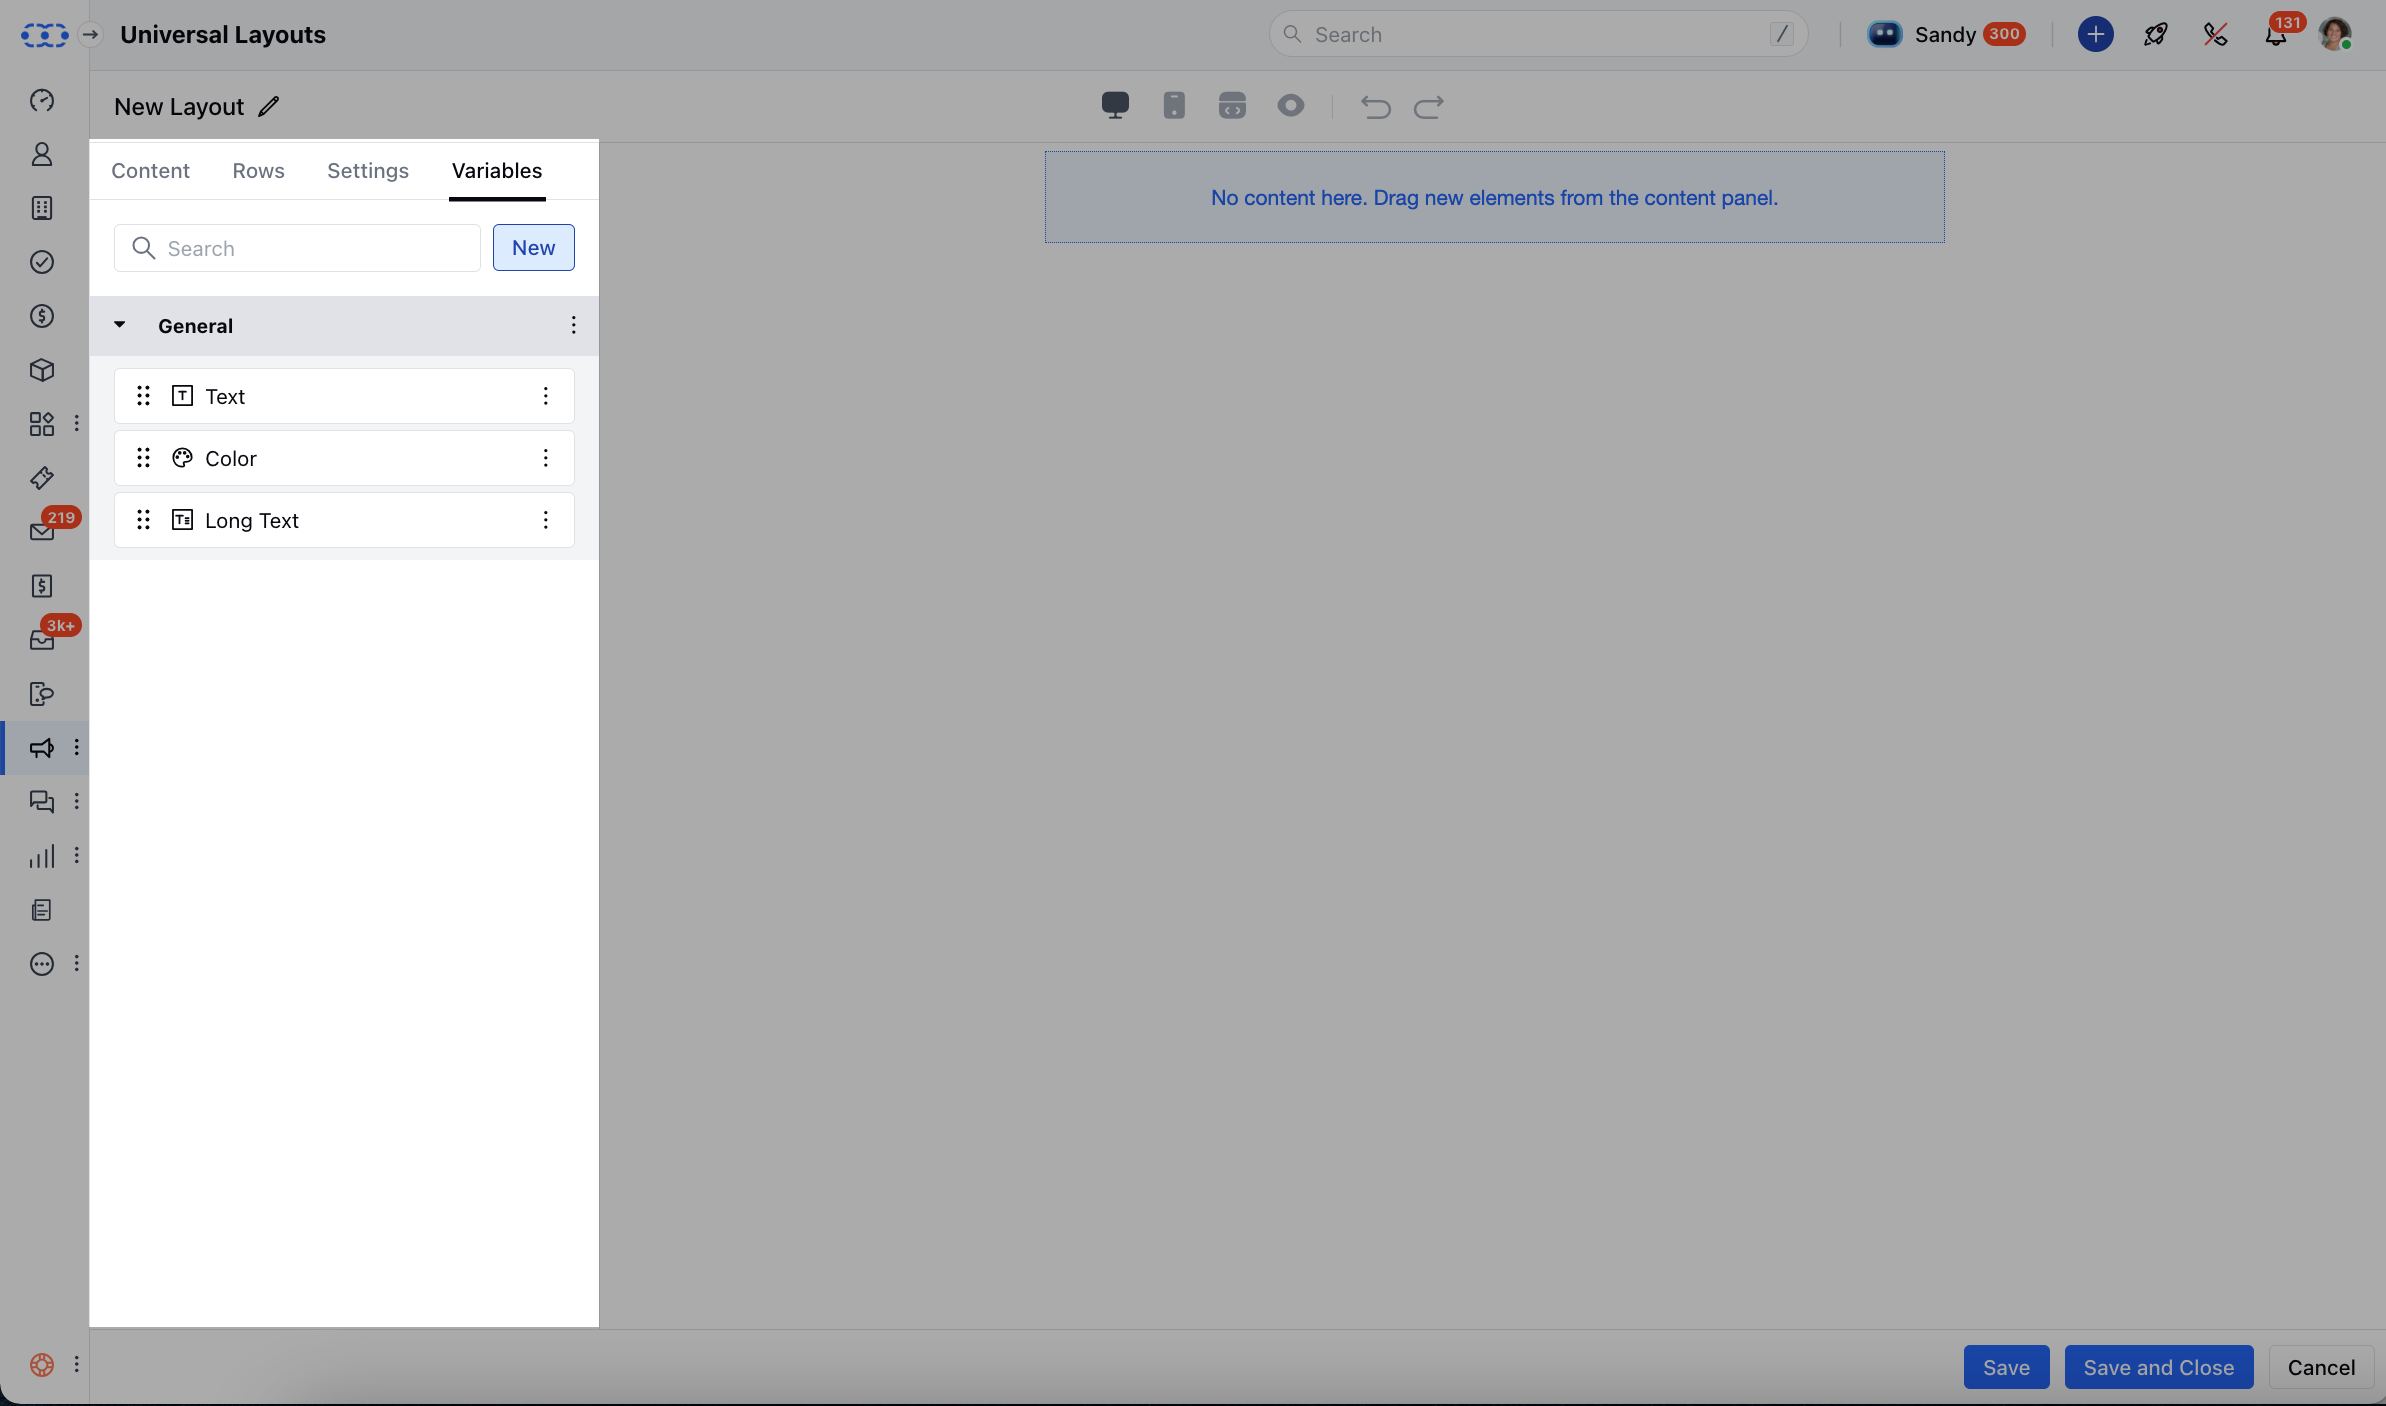 Universal Layouts
Search
/
Sandy
300
131
New Layout
Content
Rows
Settings
Variables
Search
New
General
Text
Color
Long Text
No content here. Drag new elements from the content panel.
219
3k+
Save
Save and Close
Cancel